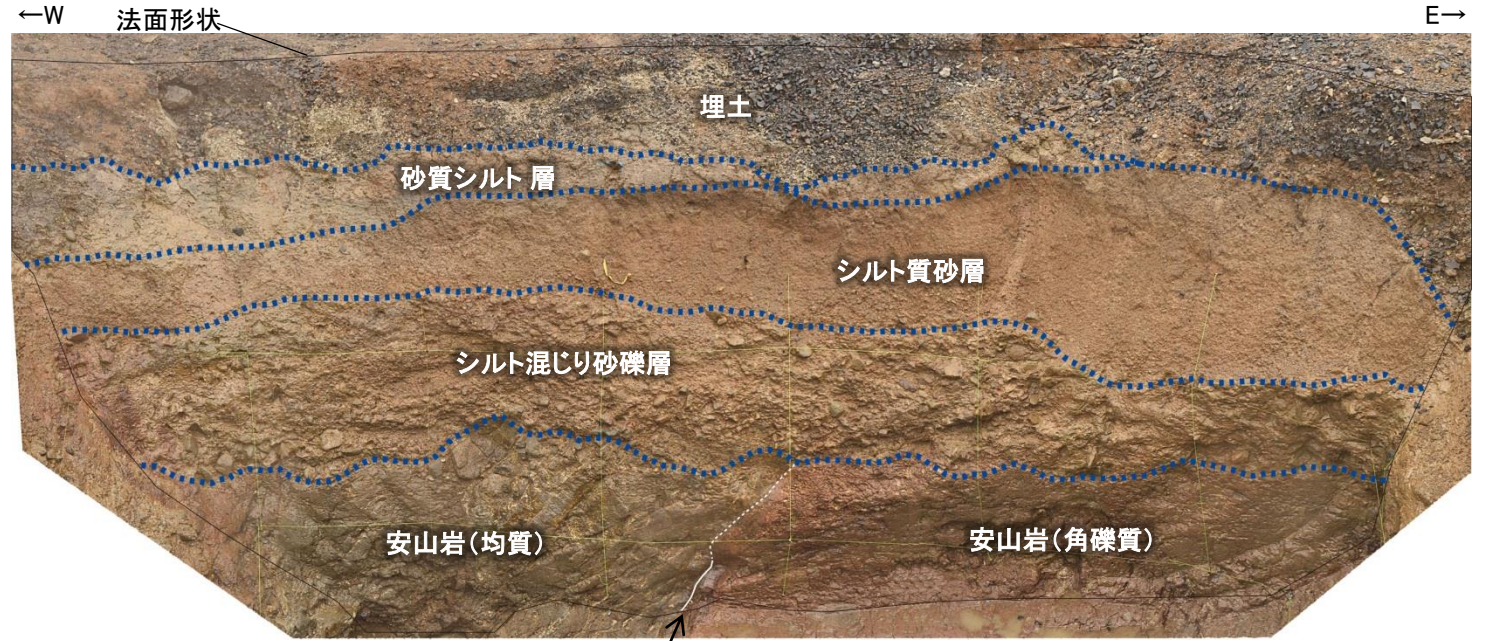 ←W
法面形状
E→
埋土
砂質シルト 層
シルト質砂層
シルト混じり砂礫層
安山岩(均質)
安山岩(角礫質)